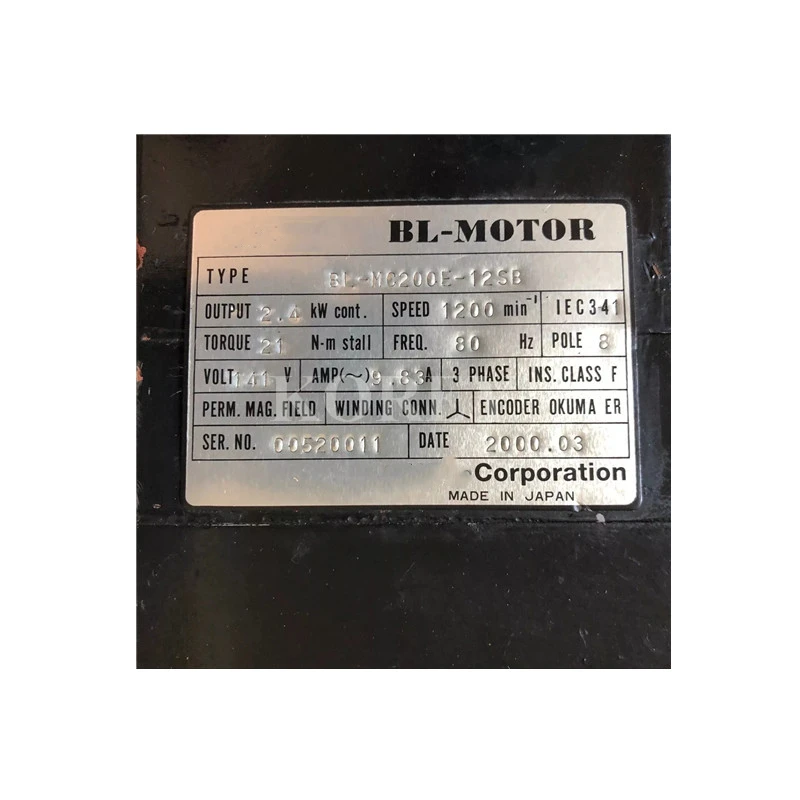 BL-MOTOR
TYPE BL-MC200E-12SB
OUTPUT 2.4 kW cont. SPEED 1200 min⁻¹ IEC341
TORQUE 21 N-m stall FREQ. 80 Hz POLE 8
VOLT 141 V AMP(~) 9.63A 3 PHASE INS. CLASS F
PERM. MAG. FIELD WINDING CONN. ENCODER OKUMA ER
SER. NO. 00520011 DATE 2000.03
Corporation
MADE IN JAPAN